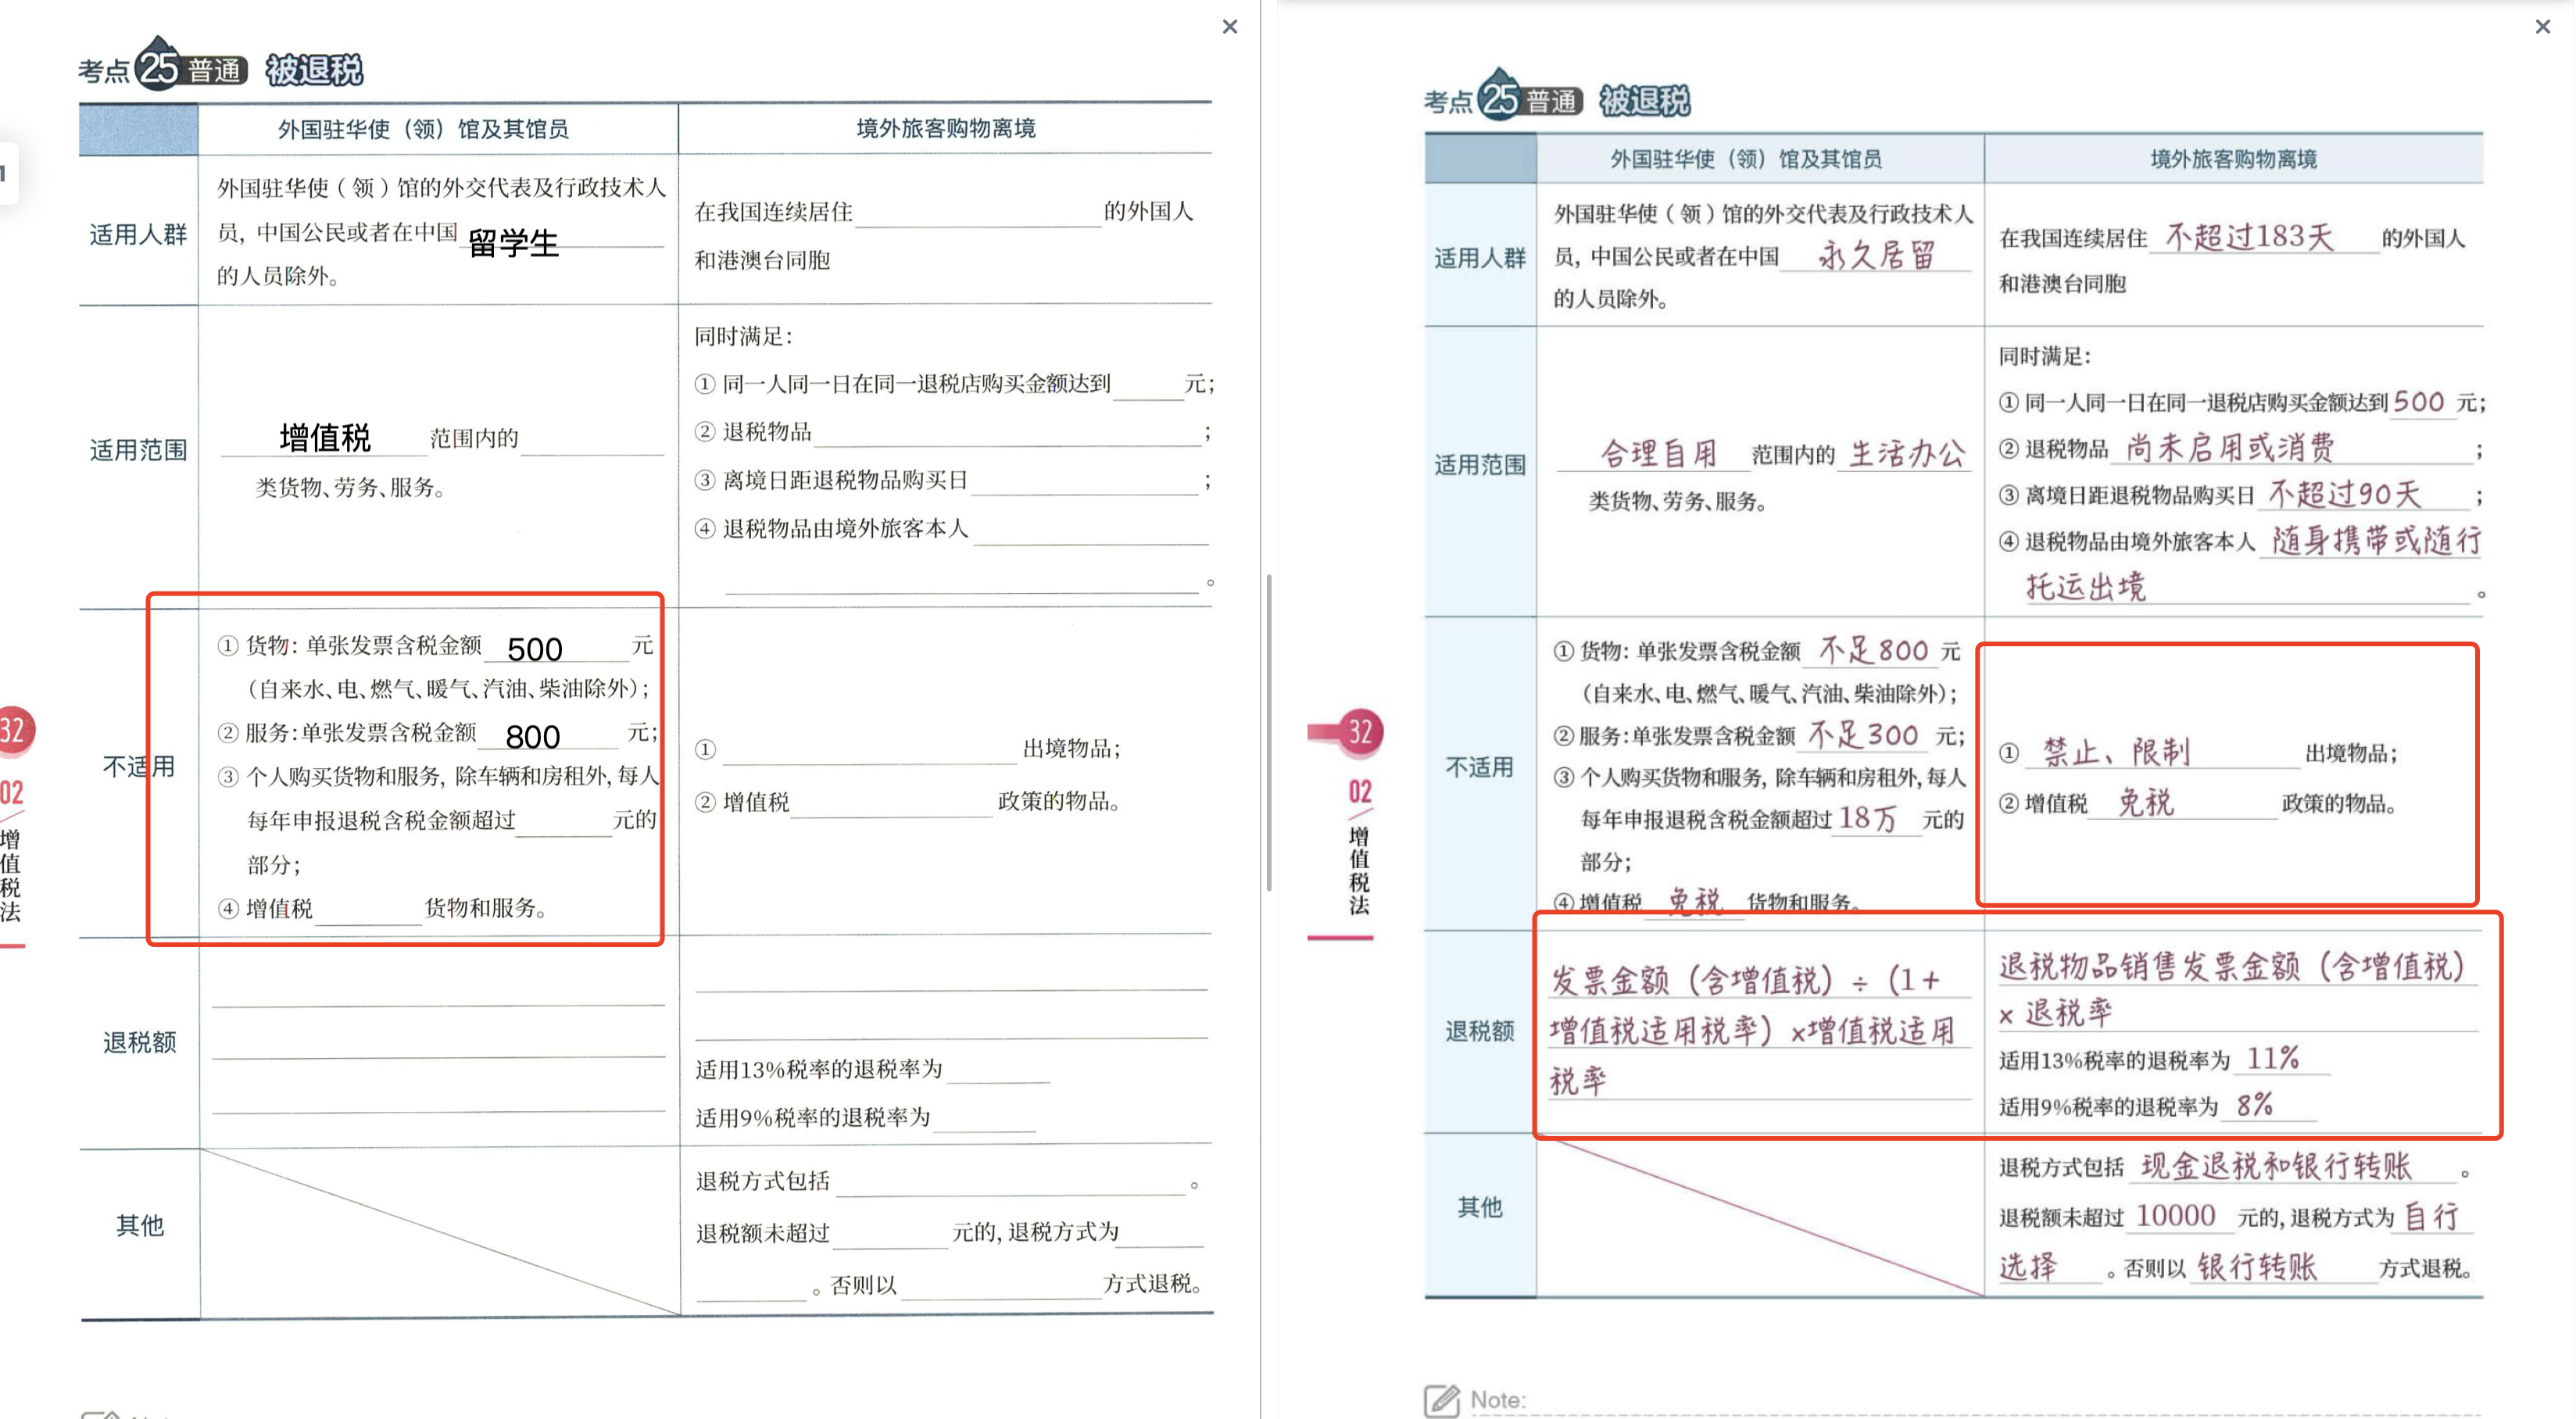 考点 25 普通 被退税
外国驻华使（领）馆及其馆员
境外旅客购物离境
适用人群
外国驻华使（领）馆的外交代表及行政技术人
员，中国公民或者在中国 留学生
的人员除外。
在我国连续居住 的外国人
和港澳台同胞
适用范围
增值税 范围内的
类货物、劳务、服务。
同时满足：
① 同一人同一日在同一退税店购买金额达到 元；
② 退税物品 ；
③ 离境日距退税物品购买日 ；
④ 退税物品由境外旅客本人
。
不适用
① 货物：单张发票含税金额 500 元
（自来水、电、燃气、暖气、汽油、柴油除外）；
② 服务：单张发票含税金额 800 元；
③ 个人购买货物和服务，除车辆和房租外，每人
每年申报退税含税金额超过 元的
部分；
④ 增值税 货物和服务。
① 出境物品；
② 增值税 政策的物品。
退税额
适用13%税率的退税率为
适用9%税率的退税率为
其他
退税方式包括 。
退税额未超过 元的，退税方式为
。否则以 方式退税。
32
02
增值税法
考点 25 普通 被退税
外国驻华使（领）馆及其馆员
境外旅客购物离境
适用人群
外国驻华使（领）馆的外交代表及行政技术人
员，中国公民或者在中国 永久居留
的人员除外。
在我国连续居住 不超过183天 的外国人
和港澳台同胞
适用范围
合理自用 范围内的 生活办公
类货物、劳务、服务。
同时满足：
① 同一人同一日在同一退税店购买金额达到 500 元；
② 退税物品 尚未启用或消费 ；
③ 离境日距退税物品购买日 不超过90天 ；
④ 退税物品由境外旅客本人 随身携带或随行
托运出境 。
不适用
① 货物：单张发票含税金额 不足800 元
（自来水、电、燃气、暖气、汽油、柴油除外）；
② 服务：单张发票含税金额 不足300 元；
③ 个人购买货物和服务，除车辆和房租外，每人
每年申报退税含税金额超过 18万 元的
部分；
④ 增值税 免税 货物和服务。
① 禁止、限制 出境物品；
② 增值税 免税 政策的物品。
退税额
发票金额（含增值税）÷（1+
增值税适用税率）×增值税适用
税率
退税物品销售发票金额（含增值税）
× 退税率
适用13%税率的退税率为 11%
适用9%税率的退税率为 8%
其他
退税方式包括 现金退税和银行转账 。
退税额未超过 10000 元的，退税方式为 自行
选择 。否则以 银行转账 方式退税。
32
02
增值税法
Note: